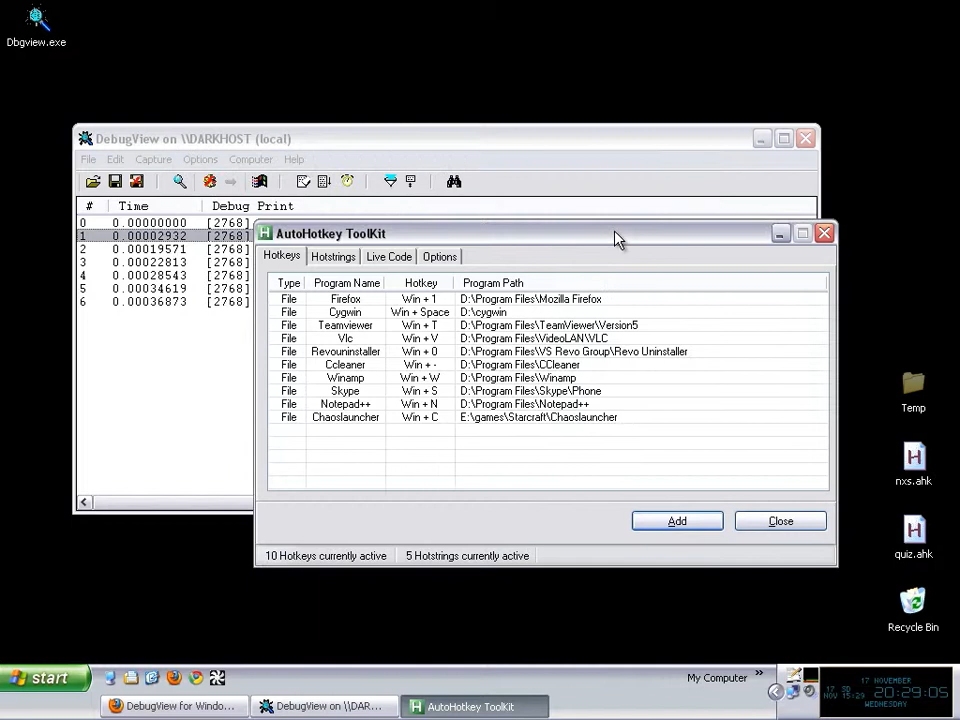 Dbgview.exe
DebugView on \\DARKHOST (local)
File Edit Capture Options Computer Help
# Time Debug Print
0 0.00000000 [2768]
1 0.00002932 [2768]
2 0.00019571 [2768]
3 0.00022813 [2768]
4 0.00028543 [2768]
5 0.00034619 [2768]
6 0.00036873 [2768]
AutoHotkey ToolKit
Hotkeys Hotstrings Live Code Options
Type Program Name Hotkey Program Path
File Firefox Win + 1 D:\Program Files\Mozilla Firefox
File Cygwin Win + Space D:\cygwin
File Teamviewer Win + T D:\Program Files\TeamViewer\Version5
File Vlc Win + V D:\Program Files\VideoLAN\VLC
File Revouninstaller Win + 0 D:\Program Files\VS Revo Group\Revo Uninstaller
File Ccleaner Win + - D:\Program Files\CCleaner
File Winamp Win + W D:\Program Files\Winamp
File Skype Win + S D:\Program Files\Skype\Phone
File Notepad++ Win + N D:\Program Files\Notepad++
File Chaoslauncher Win + C E:\games\Starcraft\Chaoslauncher
Add Close
10 Hotkeys currently active 5 Hotstrings currently active
Temp
nxs.ahk
quiz.ahk
Recycle Bin
start
My Computer »
DebugView for Windo...
DebugView on \\DAR...
AutoHotkey ToolKit
17 NOVEMBER
17 SD
NOV 15:29
20:29:05
WEDNESDAY